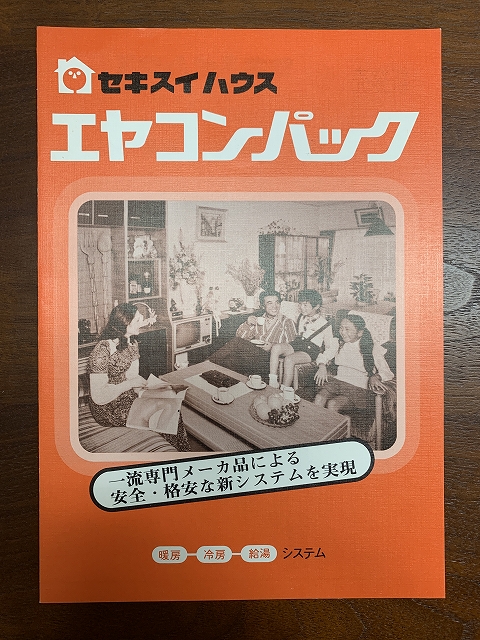 セキスイハウス
エヤコンパック
一流専門メーカ品による
安全・格安な新システムを実現
暖房 冷房 給湯 システム